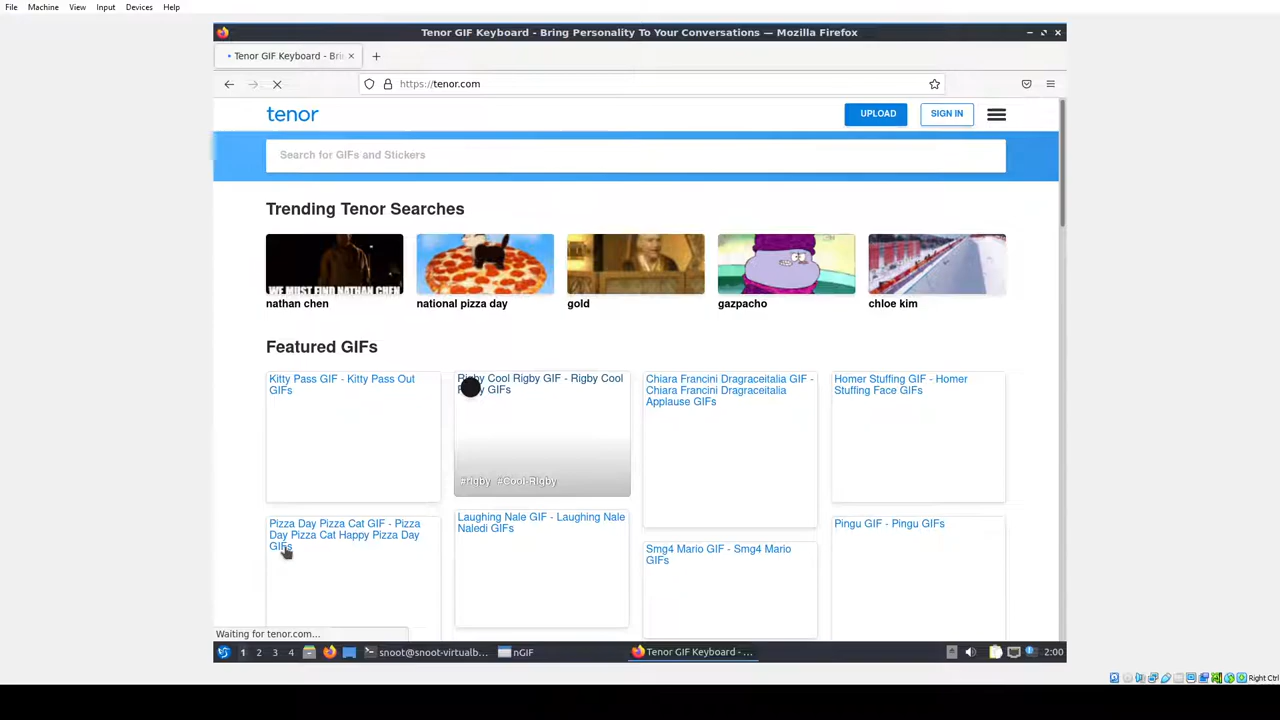 File Machine View Input Devices Help
Tenor GIF Keyboard - Bring Personality To Your Conversations — Mozilla Firefox
Tenor GIF Keyboard - Bri
https://tenor.com
tenor
UPLOAD
SIGN IN
Search for GIFs and Stickers
Trending Tenor Searches
WE MUST FIND NATHAN CHEN
nathan chen
national pizza day
gold
gazpacho
chloe kim
Featured GIFs
Kitty Pass GIF - Kitty Pass Out
GIFs
Rigby Cool Rigby GIF - Rigby Cool
GIFs
#rigby #Cool-Rigby
Chiara Francini Dragraceitalia GIF -
Chiara Francini Dragraceitalia
Applause GIFs
Homer Stuffing GIF - Homer
Stuffing Face GIFs
Pizza Day Pizza Cat GIF - Pizza
Day Pizza Cat Happy Pizza Day
GIFs
Laughing Nale GIF - Laughing Nale
Naledi GIFs
Smg4 Mario GIF - Smg4 Mario
GIFs
Pingu GIF - Pingu GIFs
Waiting for tenor.com...
1 2 3 4 snoot@snoot-virtualb... nGIF Tenor GIF Keyboard - ... 2:00
Right Ctrl